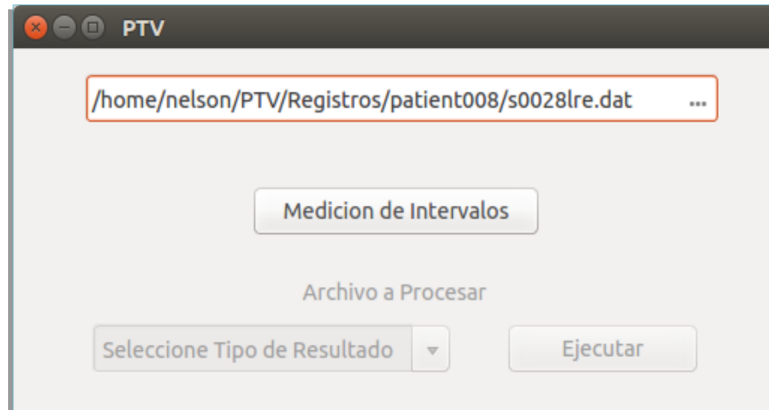 PTV
/home/nelson/PTV/Registros/patient008/s0028lre.dat ...
Medicion de Intervalos
Archivo a Procesar
Seleccione Tipo de Resultado
Ejecutar